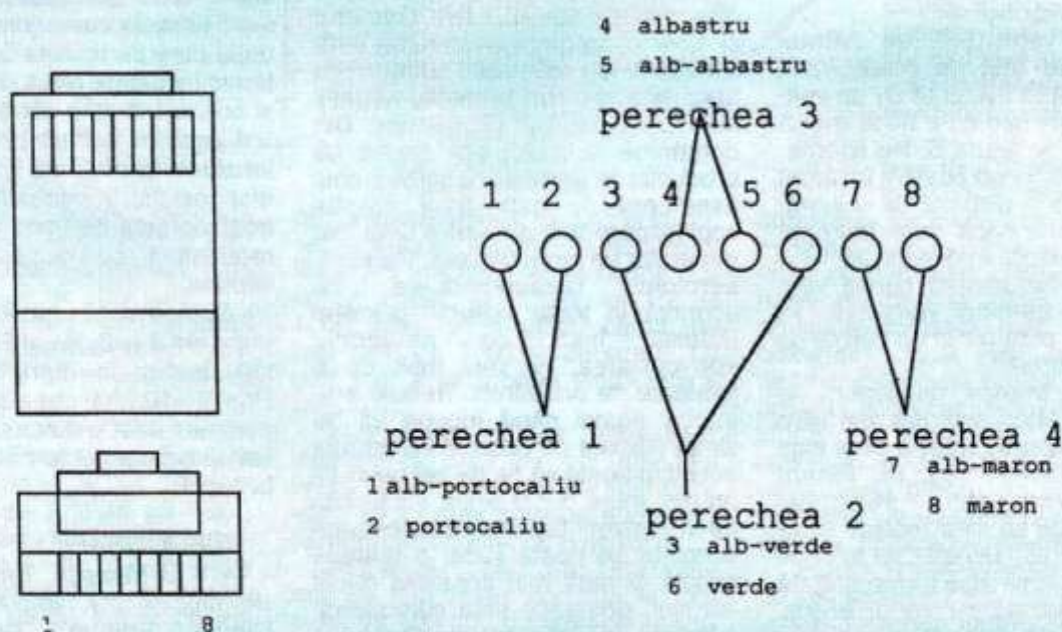 4 albastru
5 alb-albastru
perechea 3
1 2 3 4 5 6 7 8
perechea 1
1 alb-portocaliu
2 portocaliu
perechea 2
3 alb-verde
6 verde
perechea 4
7 alb-maron
8 maron
1 8